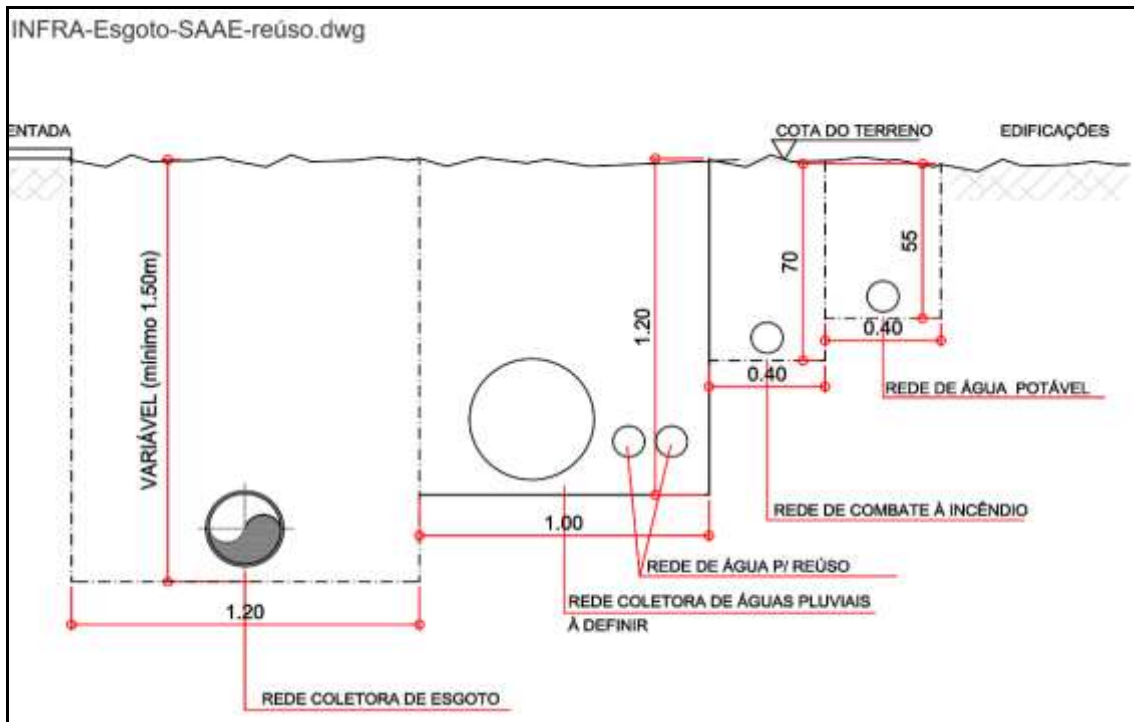 INFRA-Esgoto-SAAE-reúso.dwg
ENTADA
COTA DO TERRENO
EDIFICAÇÕES
VARIÁVEL (mínimo 1.50m)
1.20
70
55
0.40
0.40
REDE DE ÁGUA POTÁVEL
REDE DE COMBATE À INCÊNDIO
1.00
REDE DE ÁGUA P/ REÚSO
REDE COLETORA DE ÁGUAS PLUVIAIS
À DEFINIR
1.20
REDE COLETORA DE ESGOTO